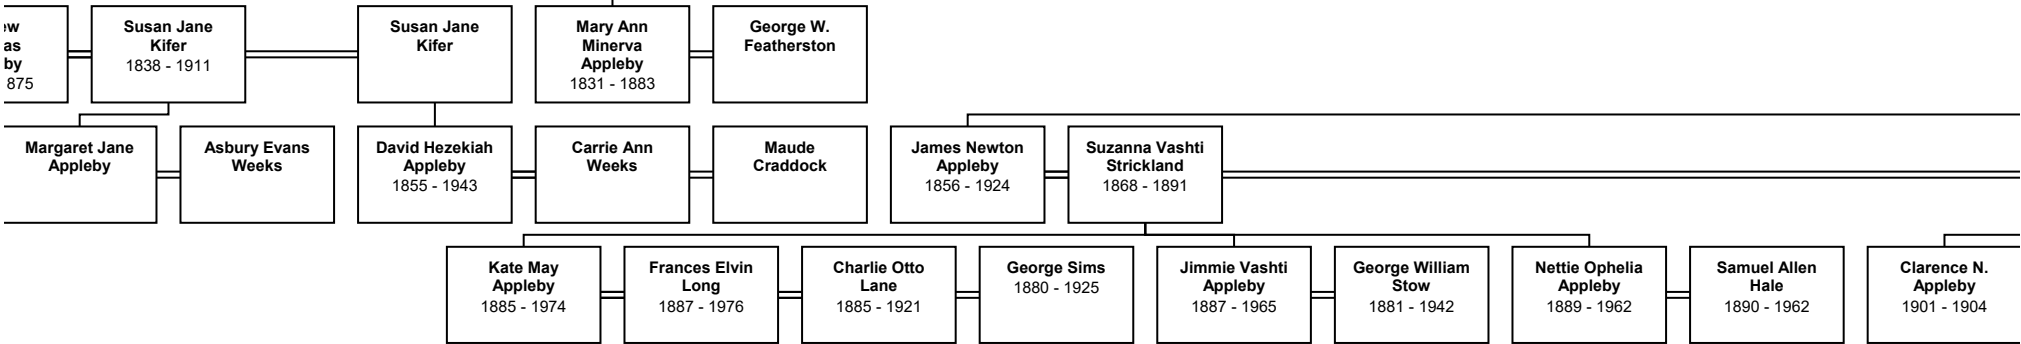 ew
as
by
875
Susan Jane
Kifer
1838 - 1911
Susan Jane
Kifer
Mary Ann
Minerva
Appleby
1831 - 1883
George W.
Featherston
Margaret Jane
Appleby
Asbury Evans
Weeks
David Hezekiah
Appleby
1855 - 1943
Carrie Ann
Weeks
Maude
Craddock
James Newton
Appleby
1856 - 1924
Suzanna Vashti
Strickland
1868 - 1891
Kate May
Appleby
1885 - 1974
Frances Elvin
Long
1887 - 1976
Charlie Otto
Lane
1885 - 1921
George Sims
1880 - 1925
Jimmie Vashti
Appleby
1887 - 1965
George William
Stow
1881 - 1942
Nettie Ophelia
Appleby
1889 - 1962
Samuel Allen
Hale
1890 - 1962
Clarence N.
Appleby
1901 - 1904